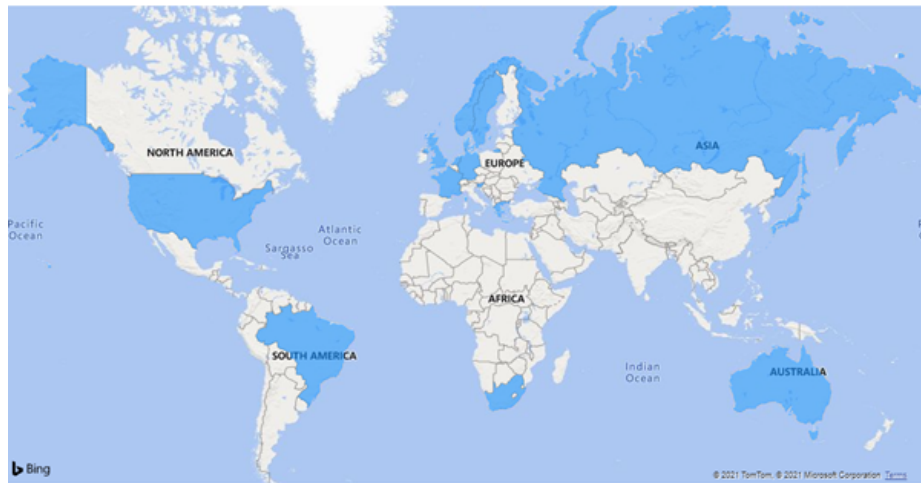 ASIA
NORTH AMERICA
EUROPE
Pacific
Ocean
Atlantic
Ocean
Sargasso
Sea
AFRICA
SOUTH AMERICA
Indian
Ocean
AUSTRALIA
Bing
© 2021 TomTom, © 2021 Microsoft Corporation Terms